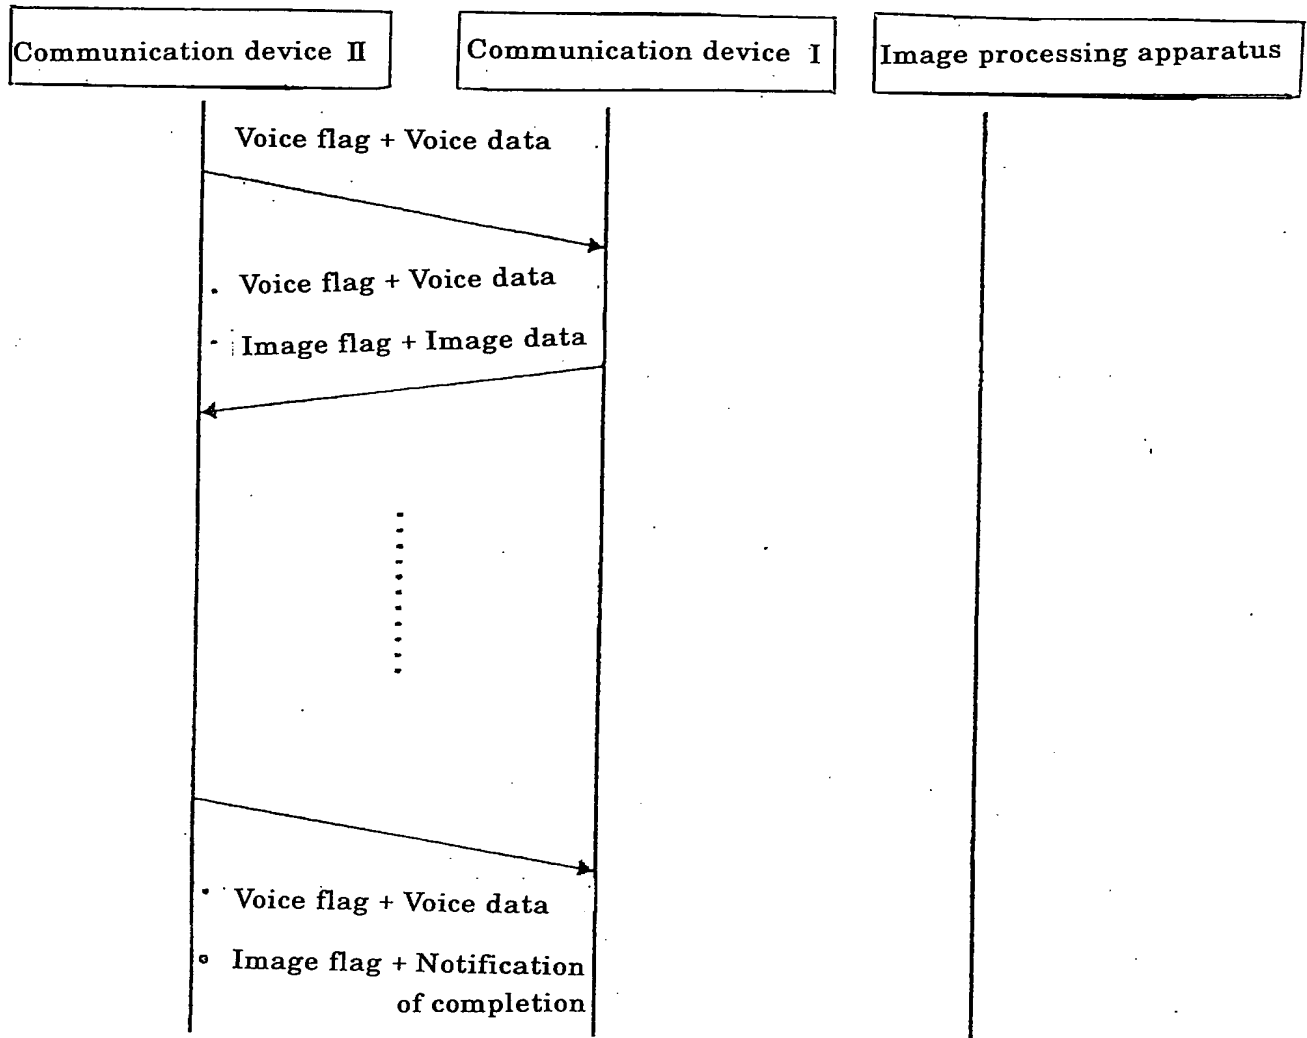 Communication device II
Communication device I
Image processing apparatus
Voice flag + Voice data
· Voice flag + Voice data
· Image flag + Image data
· Voice flag + Voice data
∘ Image flag + Notification
of completion